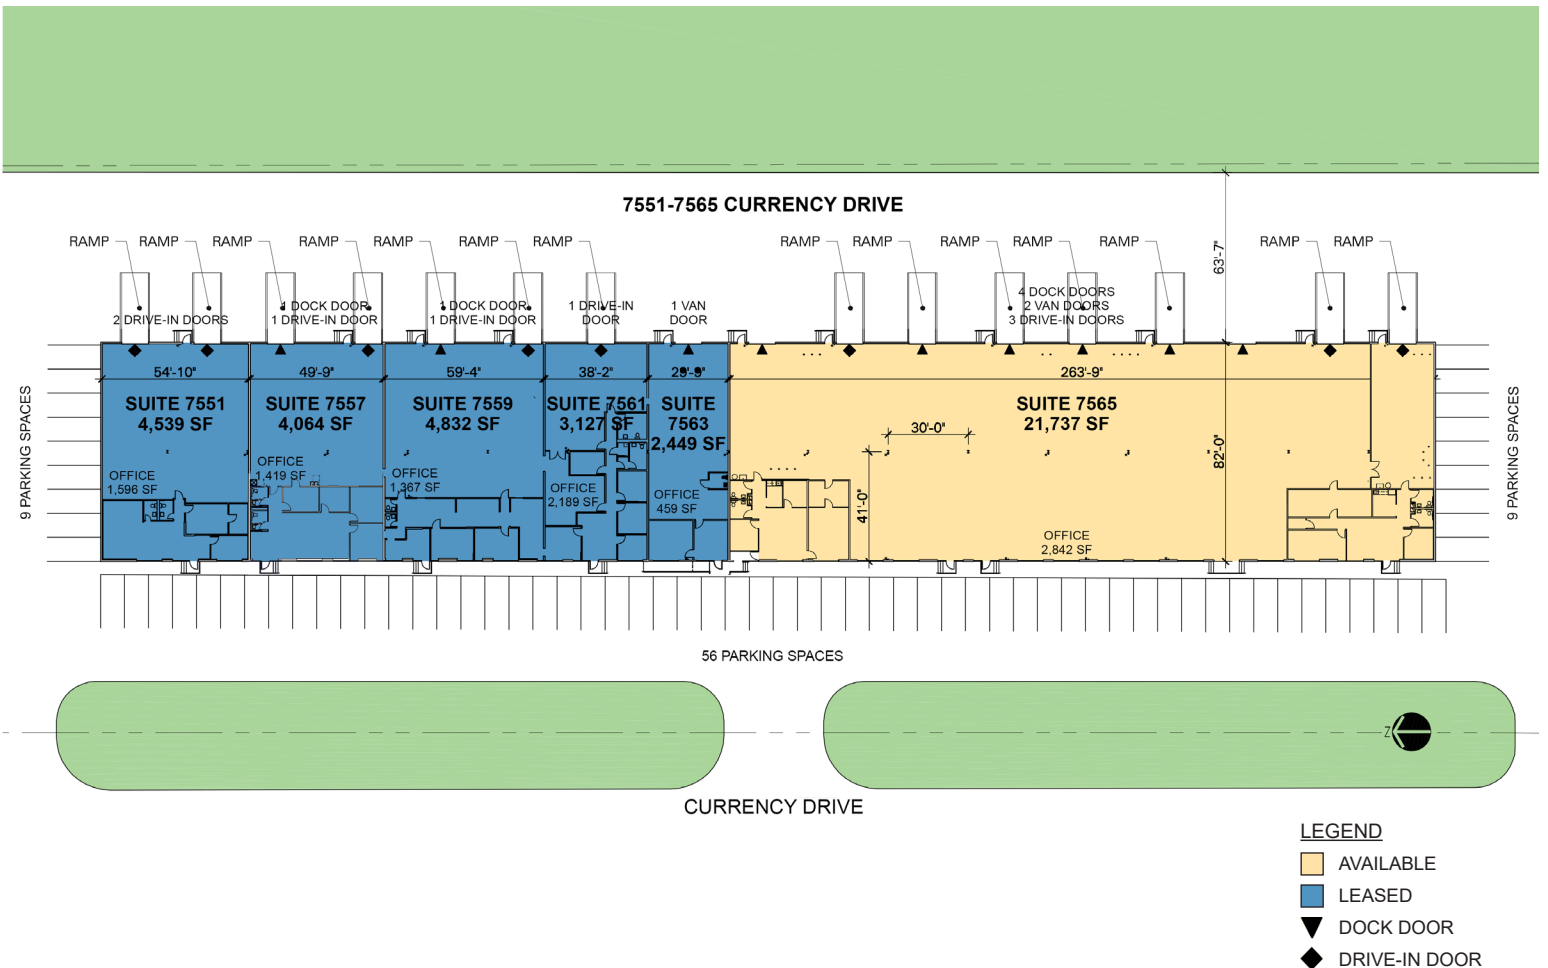 7551-7565 CURRENCY DRIVE
RAMP RAMP RAMP RAMP RAMP RAMP RAMP RAMP RAMP RAMP RAMP RAMP RAMP RAMP
63'-7"
2 DRIVE-IN DOORS
1 DOCK DOOR
1 DRIVE-IN DOOR
1 DOCK DOOR
1 DRIVE-IN DOOR
1 DRIVE-IN
DOOR
1 VAN
DOOR
4 DOCK DOORS
2 VAN DOORS
3 DRIVE-IN DOORS
54'-10"
49'-9"
59'-4"
38'-2"
29'-9"
263'-9"
9 PARKING SPACES
SUITE 7551
4,539 SF
OFFICE
1,596 SF
SUITE 7557
4,064 SF
OFFICE
1,419 SF
SUITE 7559
4,832 SF
OFFICE
1,367 SF
SUITE 7561
3,127 SF
OFFICE
2,189 SF
SUITE
7563
2,449 SF
OFFICE
459 SF
SUITE 7565
21,737 SF
30'-0"
41'-0"
82'-0"
OFFICE
2,842 SF
9 PARKING SPACES
56 PARKING SPACES
Z
CURRENCY DRIVE
LEGEND
AVAILABLE
LEASED
DOCK DOOR
DRIVE-IN DOOR